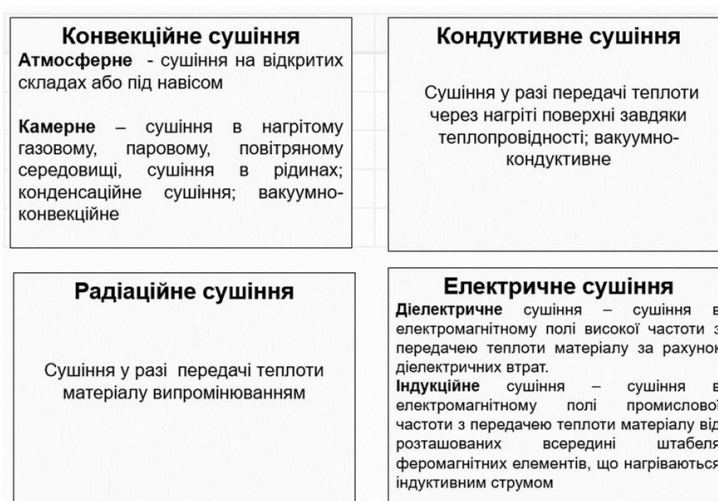 Конвекційне сушіння
Атмосферне - сушіння на відкритих
складах або під навісом
Камерне – сушіння в нагрітому
газовому, паровому, повітряному
середовищі, сушіння в рідинах;
конденсаційне сушіння; вакуумно-
конвекційне
Кондуктивне сушіння
Сушіння у разі передачі теплоти
через нагріті поверхні завдяки
теплопровідності; вакуумно-
кондуктивне
Радіаційне сушіння
Сушіння у разі передачі теплоти
матеріалу випромінюванням
Електричне сушіння
Діелектричне сушіння – сушіння в
електромагнітному полі високої частоти з
передачею теплоти матеріалу за рахунок
діелектричних втрат.
Індукційне сушіння – сушіння в
електромагнітному полі промислової
частоти з передачею теплоти матеріалу від
розташованих всередині штабеля
феромагнітних елементів, що нагріваються
індуктивним струмом